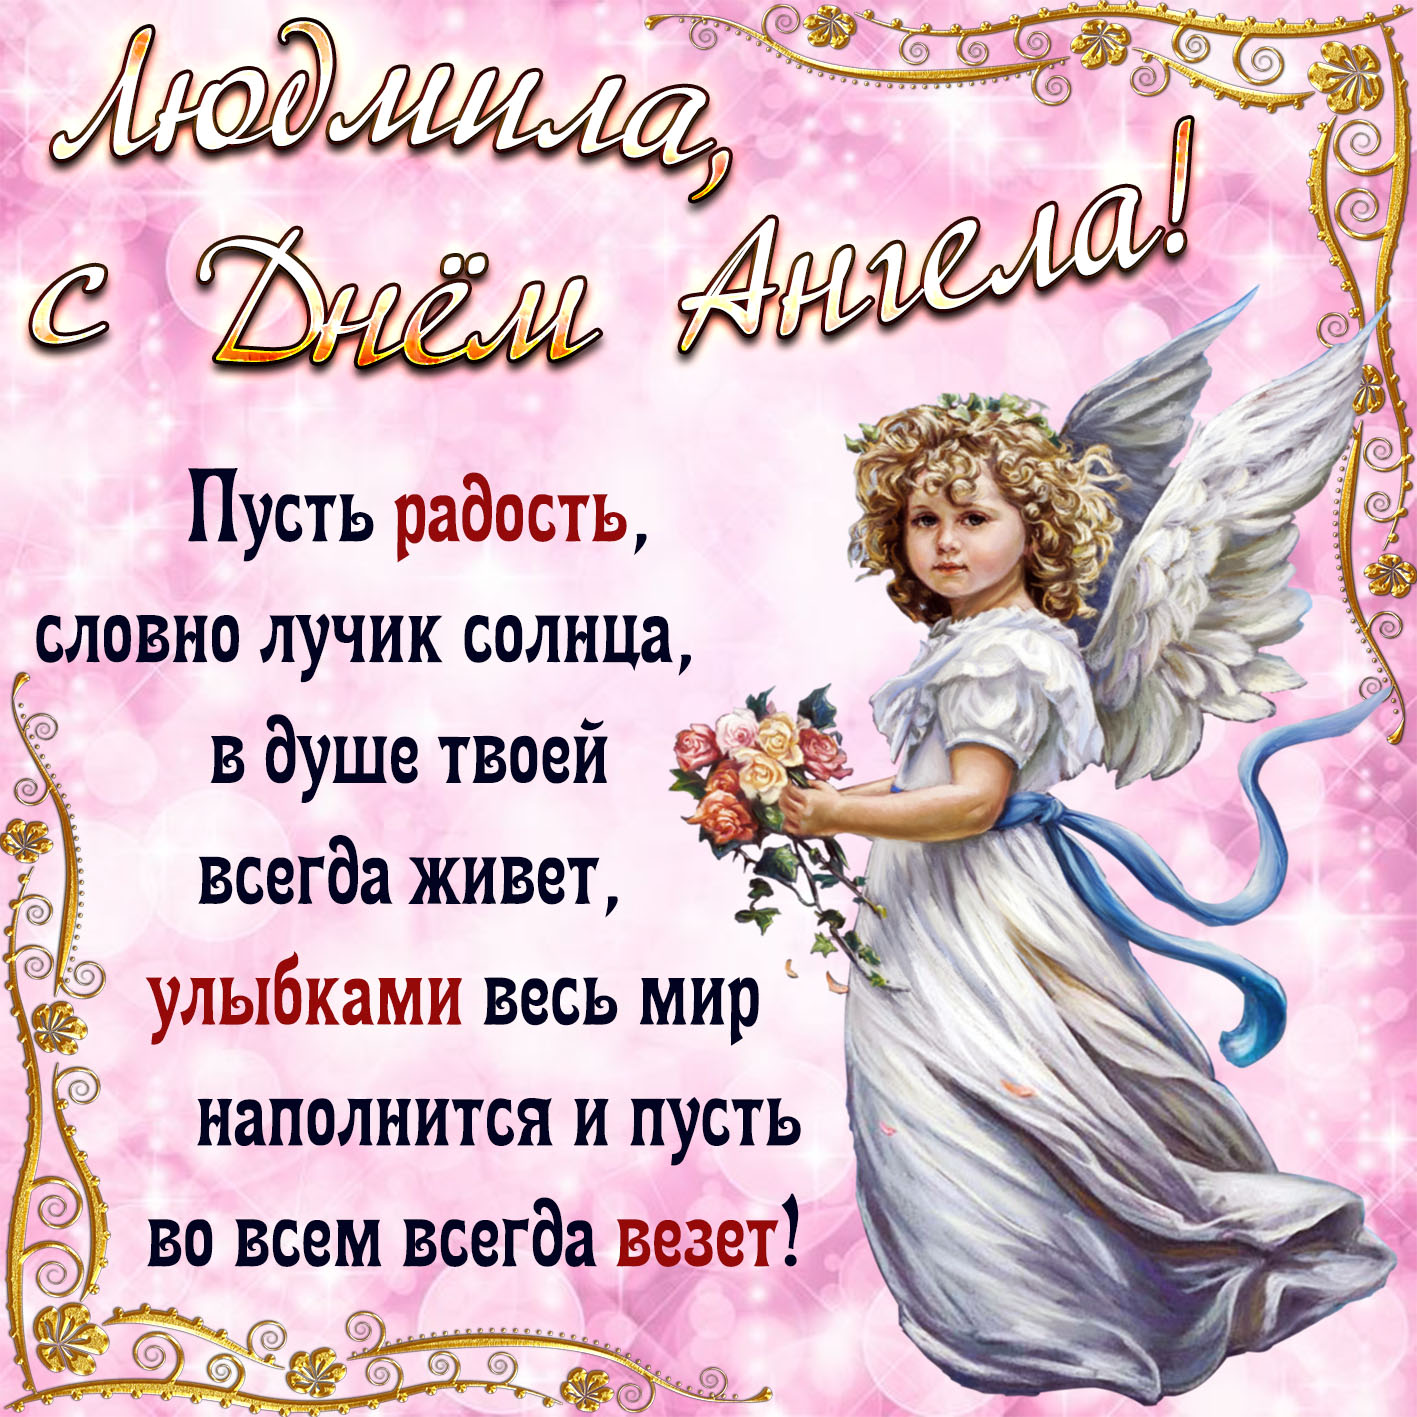 Людмила,
с Днём Ангела!
Пусть радость,
словно лучик солнца,
в душе твоей
всегда живет,
улыбками весь мир
наполнится и пусть
во всем всегда везет!